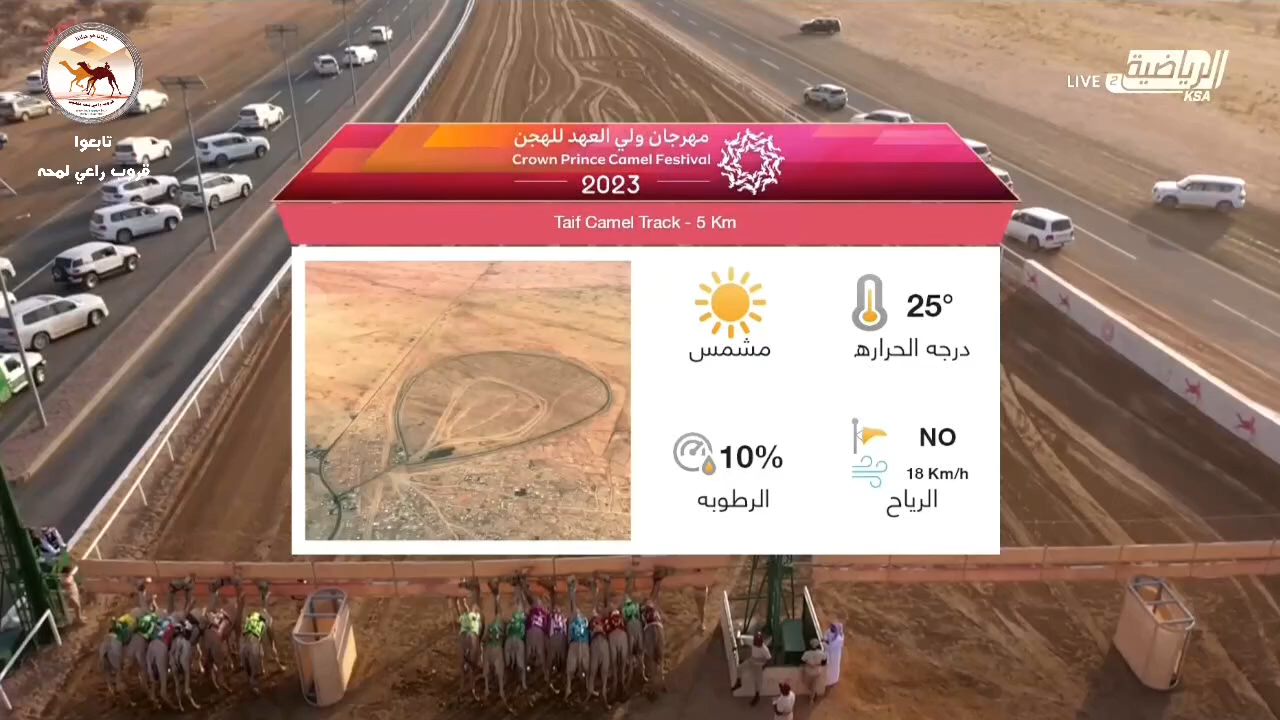 تابعوا
قروب راعي لمحه
LIVE 2 الرياضية
KSA
مهرجان ولي العهد للهجن
Crown Prince Camel Festival
2023
Taif Camel Track - 5 Km
مشمس
25°
درجه الحراره
10%
الرطوبه
NO
18 Km/h
الرياح